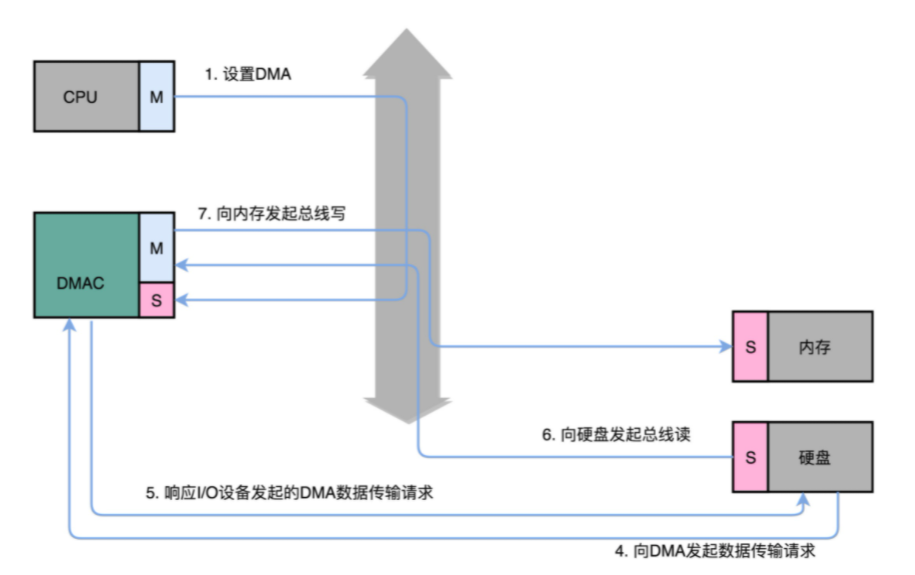 1. 设置DMA
CPU
M
7. 向内存发起总线写
M
DMAC
S
S
内存
6. 向硬盘发起总线读
S
硬盘
5. 响应I/O设备发起的DMA数据传输请求
4. 向DMA发起数据传输请求